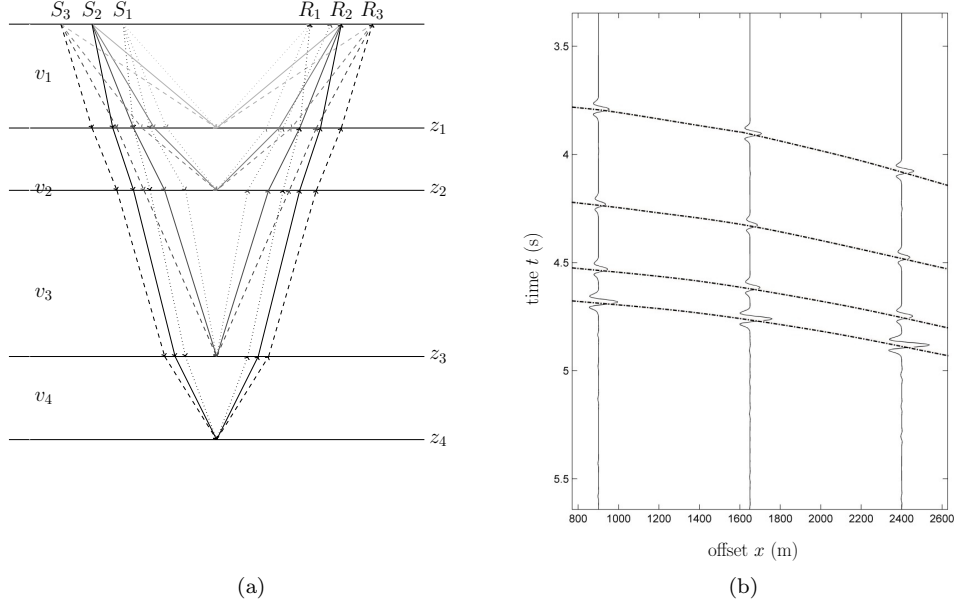 S3 S2 S1 R1 R2 R3
v1
z1
v2
z2
v3
z3
v4
z4
(a)
3.5
4
4.5
5
5.5
time t (s)
800 1000 1200 1400 1600 1800 2000 2200 2400 2600
offset x (m)
(b)